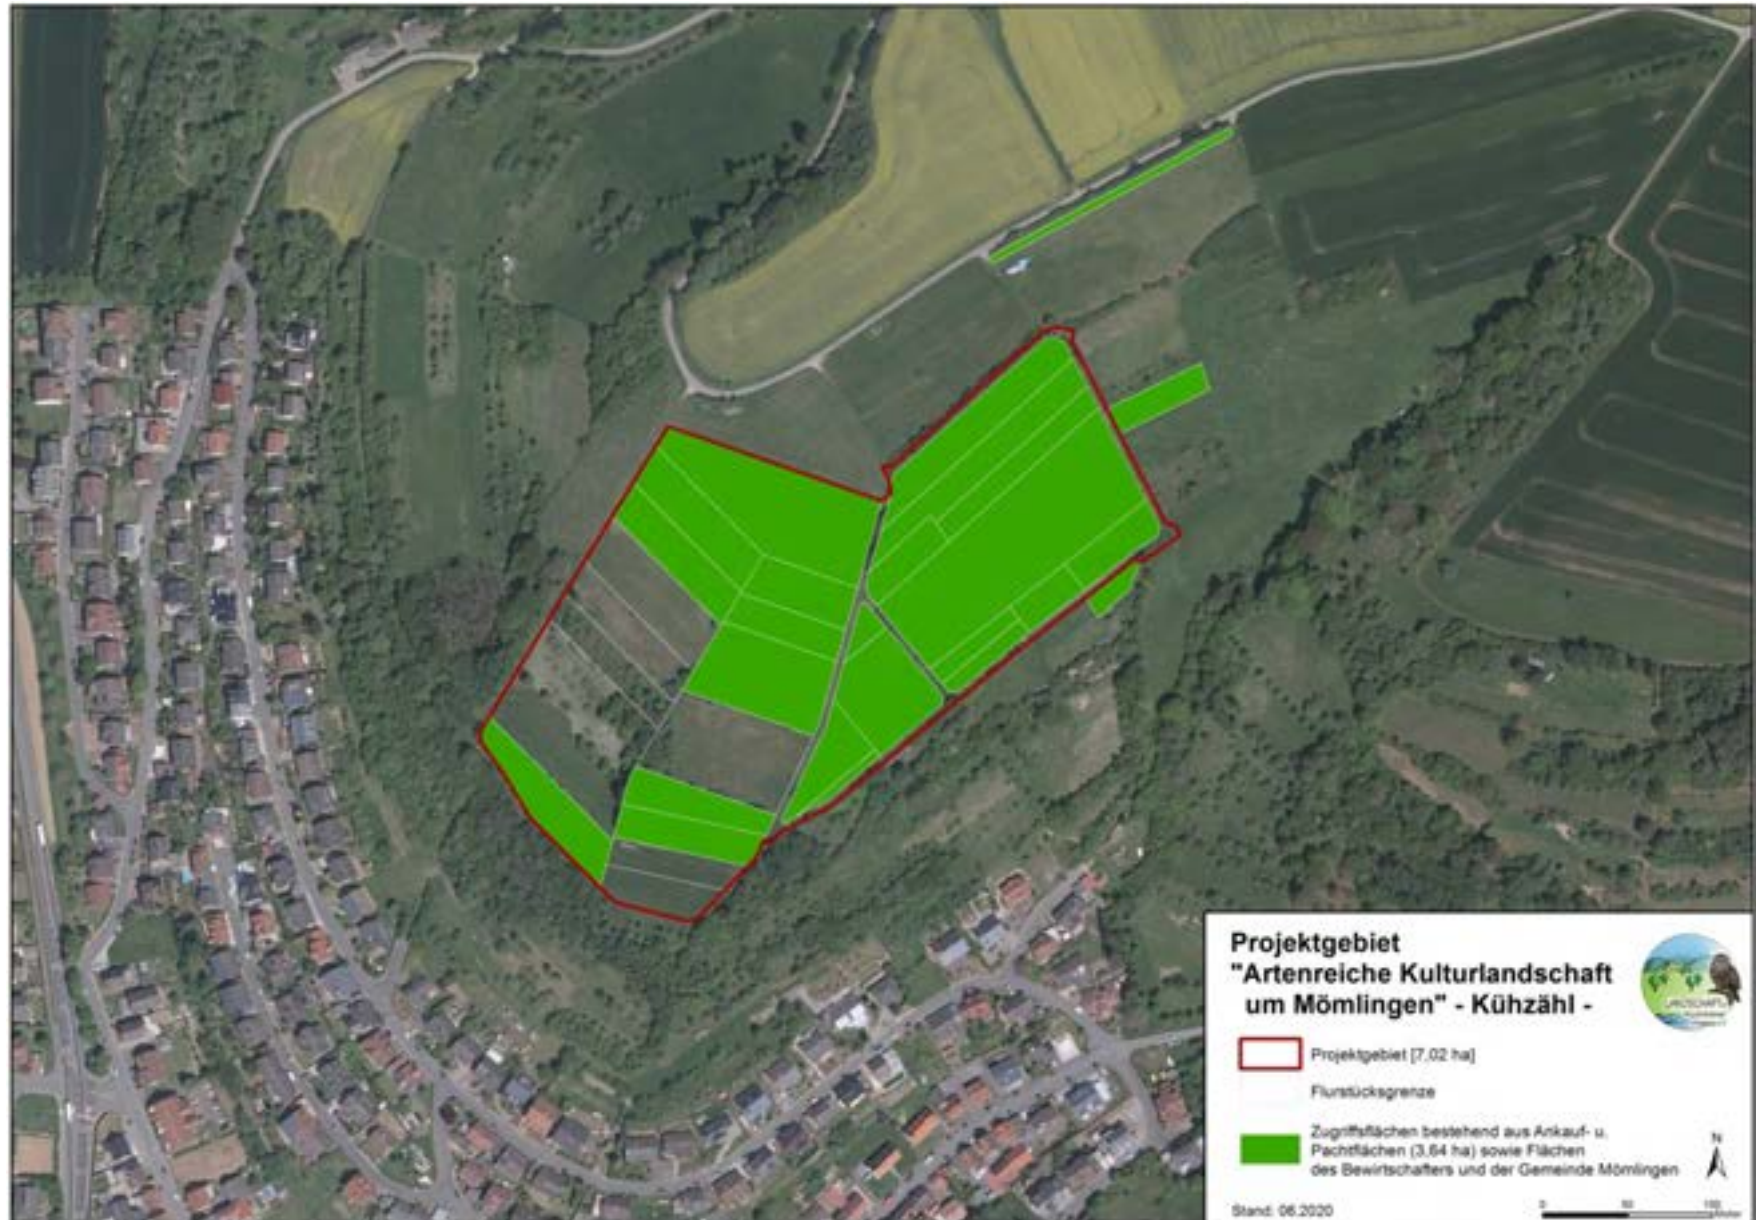 Projektgebiet
"Artenreiche Kulturlandschaft
um Mömlingen" - Kühzähl -
Projektgebiet [7,02 ha]
Flurstücksgrenze
Zugriffsflächen bestehend aus Ankauf- u.
Pachtflächen (3,64 ha) sowie Flächen
des Bewirtschafters und der Gemeinde Mömlingen
N
Stand: 06.2020
0 50 100
Meter